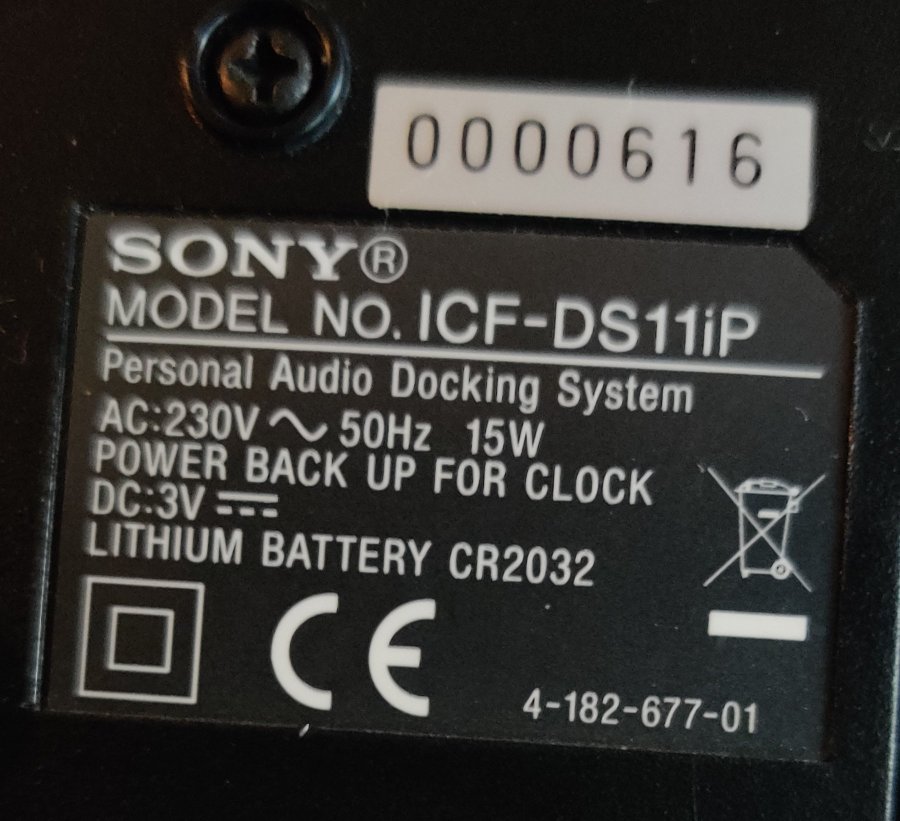 0000616
SONY®
MODEL NO. ICF-DS11iP
Personal Audio Docking System
AC:230V ∿ 50Hz 15W
POWER BACK UP FOR CLOCK
DC:3V ⎓
LITHIUM BATTERY CR2032
CE
4-182-677-01